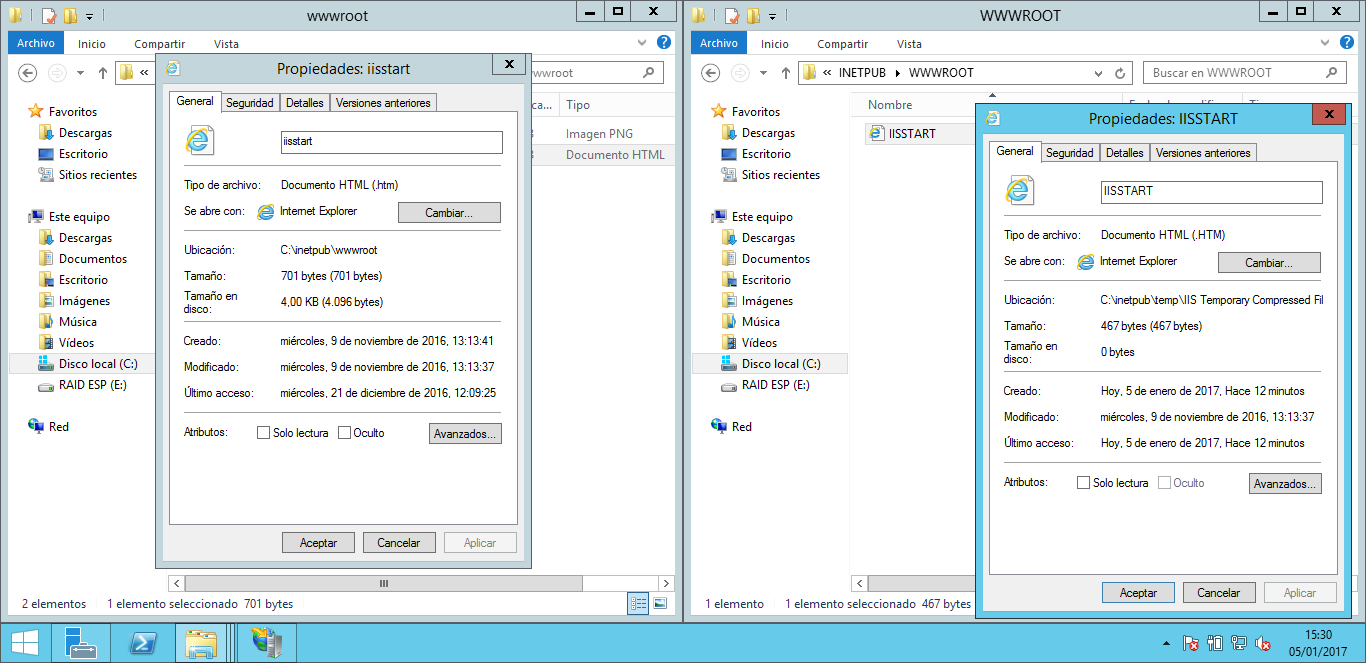 wwwroot
Archivo Inicio Compartir Vista
« wwwroot
Favoritos
Descargas
Escritorio
Sitios recientes
Este equipo
Descargas
Documentos
Escritorio
Imágenes
Música
Vídeos
Disco local (C:)
RAID ESP (E:)
Red
ca... Tipo
Imagen PNG
Documento HTML
2 elementos 1 elemento seleccionado 701 bytes
Propiedades: iisstart
General Seguridad Detalles Versiones anteriores
iisstart
Tipo de archivo: Documento HTML (.htm)
Se abre con: Internet Explorer Cambiar...
Ubicación: C:\inetpub\wwwroot
Tamaño: 701 bytes (701 bytes)
Tamaño en
disco: 4,00 KB (4.096 bytes)
Creado: miércoles, 9 de noviembre de 2016, 13:13:41
Modificado: miércoles, 9 de noviembre de 2016, 13:13:37
Último acceso: miércoles, 21 de diciembre de 2016, 12:09:25
Atributos: Solo lectura Oculto Avanzados...
Aceptar Cancelar Aplicar
WWWROOT
Archivo Inicio Compartir Vista
« INETPUB WWWROOT Buscar en WWWROOT
Favoritos
Descargas
Escritorio
Sitios recientes
Este equipo
Descargas
Documentos
Escritorio
Imágenes
Música
Vídeos
Disco local (C:)
RAID ESP (E:)
Red
Nombre
IISSTART
1 elemento 1 elemento seleccionado 467 bytes
Propiedades: IISSTART
General Seguridad Detalles Versiones anteriores
IISSTART
Tipo de archivo: Documento HTML (.HTM)
Se abre con: Internet Explorer Cambiar...
Ubicación: C:\inetpub\temp\IIS Temporary Compressed Fil
Tamaño: 467 bytes (467 bytes)
Tamaño en
disco: 0 bytes
Creado: Hoy, 5 de enero de 2017, Hace 12 minutos
Modificado: miércoles, 9 de noviembre de 2016, 13:13:37
Último acceso: Hoy, 5 de enero de 2017, Hace 12 minutos
Atributos: Solo lectura Oculto Avanzados...
Aceptar Cancelar Aplicar
15:30
05/01/2017